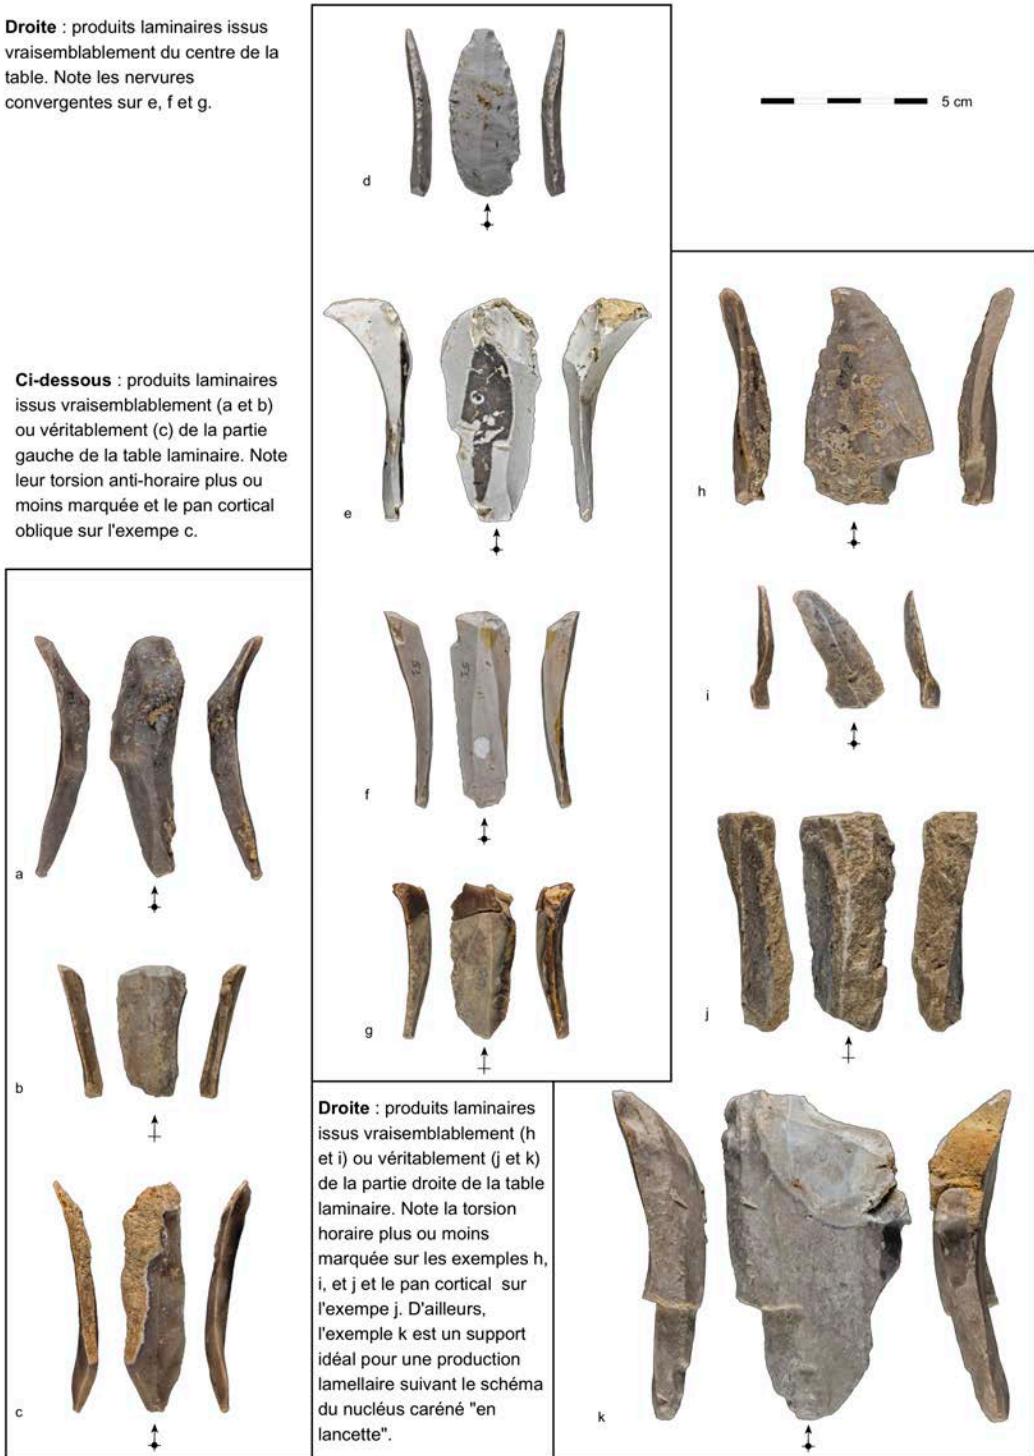 Droite : produits laminaires issus
vraisemblablement du centre de la
table. Note les nervures
convergentes sur e, f et g.
5 cm
d
Ci-dessous : produits laminaires
issus vraisemblablement (a et b)
ou véritablement (c) de la partie
gauche de la table laminaire. Note
leur torsion anti-horaire plus ou
moins marquée et le pan cortical
oblique sur l'exempe c.
e
h
f
i
a
g
j
b
Droite : produits laminaires
issus vraisemblablement (h
et i) ou véritablement (j et k)
de la partie droite de la table
laminaire. Note la torsion
horaire plus ou moins
marquée sur les exemples h,
i, et j et le pan cortical sur
l'exempe j. D'ailleurs,
l'exemple k est un support
idéal pour une production
lamellaire suivant le schéma
du nucléus caréné "en
lancette".
c
k